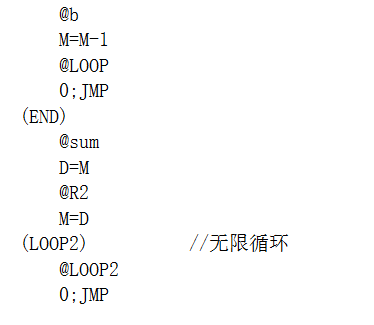 @b
M=M-1
@LOOP
0;JMP
(END)
@sum
D=M
@R2
M=D
(LOOP2) //无限循环
@LOOP2
0;JMP